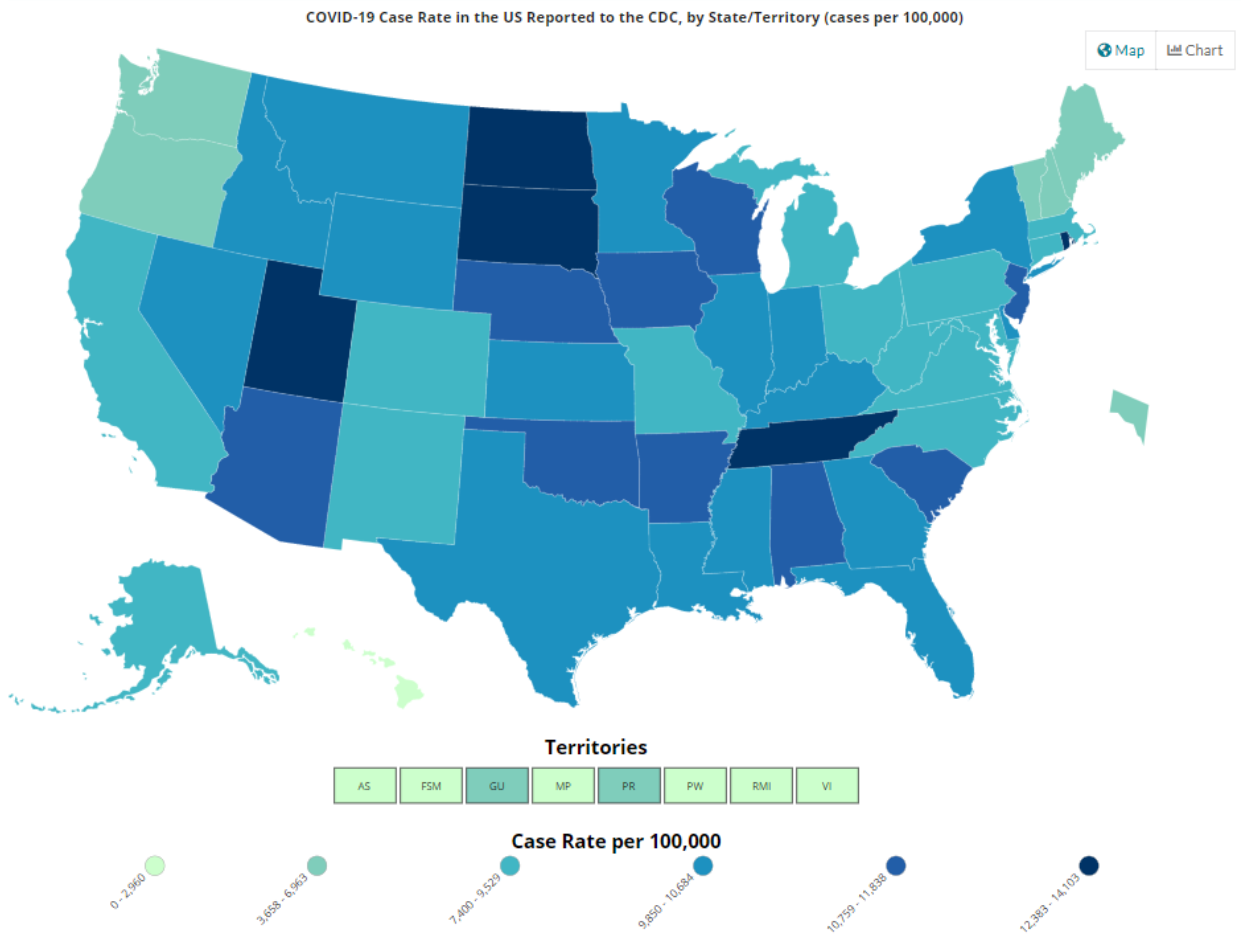 COVID-19 Case Rate in the US Reported to the CDC, by State/Territory (cases per 100,000)
Map Chart
Territories
AS FSM GU MP PR PW RMI VI
Case Rate per 100,000
0 - 2,960 3,658 - 6,963 7,400 - 9,529 9,850 - 10,684 10,759 - 11,838 12,383 - 14,103